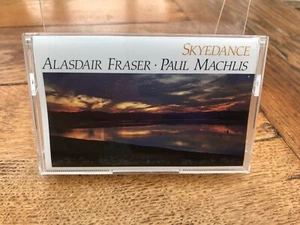 SKYEDANCE
ALASDAIR FRASER · PAUL MACHLIS